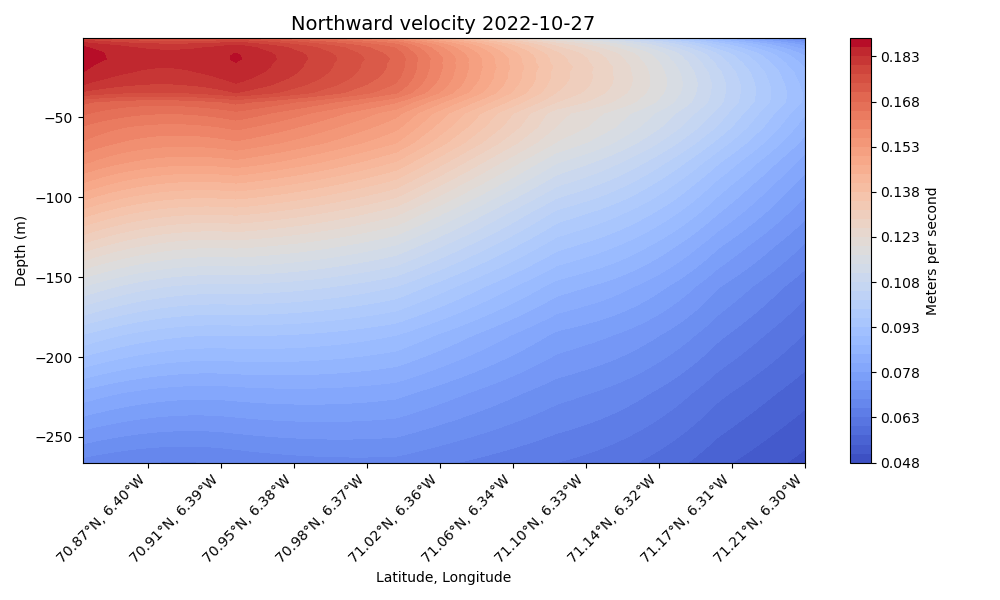 Northward velocity 2022-10-27
Depth (m)
−50
−100
−150
−200
−250
70.87°N, 6.40°W
70.91°N, 6.39°W
70.95°N, 6.38°W
70.98°N, 6.37°W
71.02°N, 6.36°W
71.06°N, 6.34°W
71.10°N, 6.33°W
71.14°N, 6.32°W
71.17°N, 6.31°W
71.21°N, 6.30°W
Latitude, Longitude
0.183
0.168
0.153
0.138
0.123
0.108
0.093
0.078
0.063
0.048
Meters per second